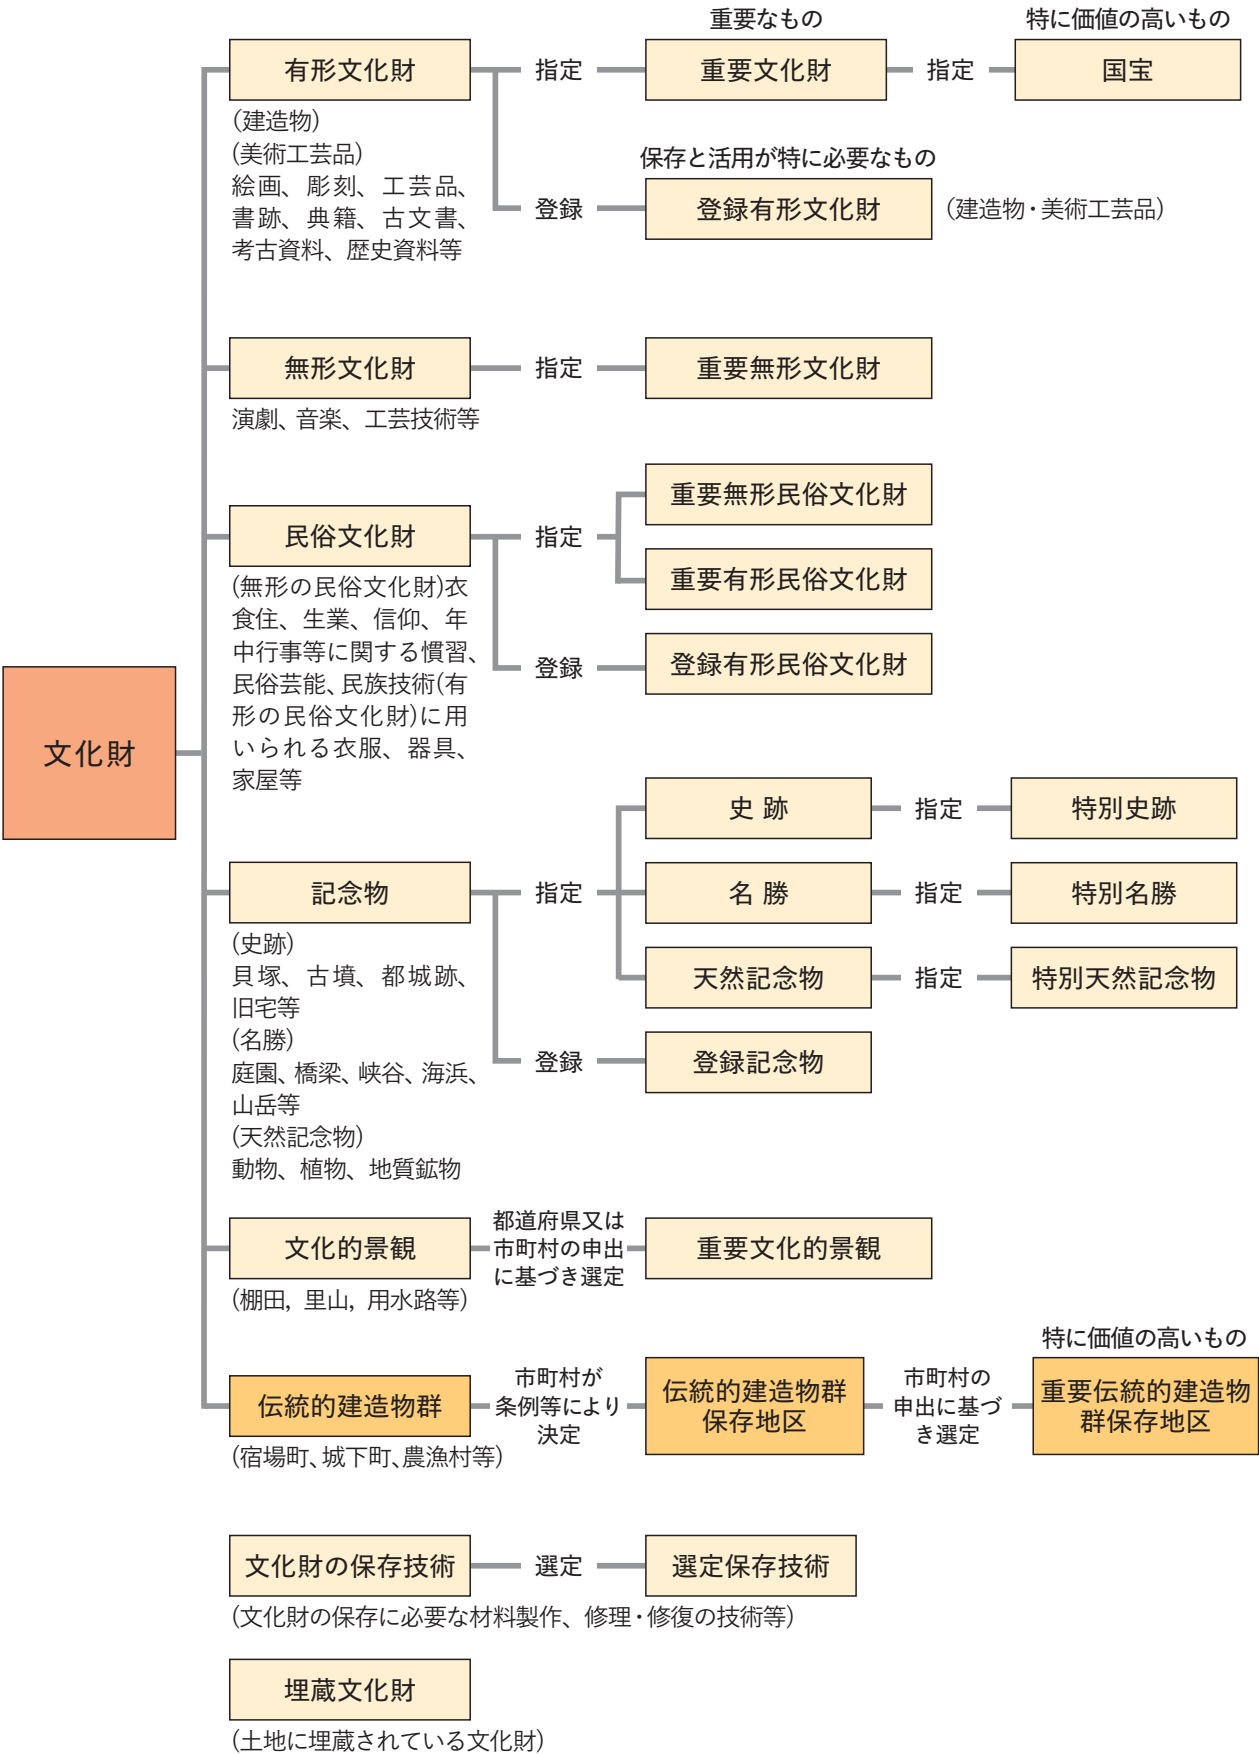 重要なもの
特に価値の高いもの
有形文化財
指定
重要文化財
指定
国宝
(建造物)
(美術工芸品)
絵画、彫刻、工芸品、
書跡、典籍、古文書、
考古資料、歴史資料等
保存と活用が特に必要なもの
登録
登録有形文化財
(建造物・美術工芸品)
無形文化財
指定
重要無形文化財
演劇、音楽、工芸技術等
民俗文化財
指定
重要無形民俗文化財
重要有形民俗文化財
登録
登録有形民俗文化財
(無形の民俗文化財)衣
食住、生業、信仰、年
中行事等に関する慣習、
民俗芸能、民族技術(有
形の民俗文化財)に用
いられる衣服、器具、
家屋等
文化財
記念物
指定
史 跡
指定
特別史跡
名 勝
指定
特別名勝
天然記念物
指定
特別天然記念物
登録
登録記念物
(史跡)
貝塚、古墳、都城跡、
旧宅等
(名勝)
庭園、橋梁、峡谷、海浜、
山岳等
(天然記念物)
動物、植物、地質鉱物
文化的景観
都道府県又は
市町村の申出
に基づき選定
重要文化的景観
(棚田, 里山, 用水路等)
特に価値の高いもの
伝統的建造物群
市町村が
条例等により
決定
伝統的建造物群
保存地区
市町村の
申出に基づ
き選定
重要伝統的建造物
群保存地区
(宿場町、城下町、農漁村等)
文化財の保存技術
選定
選定保存技術
(文化財の保存に必要な材料製作、修理・修復の技術等)
埋蔵文化財
(土地に埋蔵されている文化財)